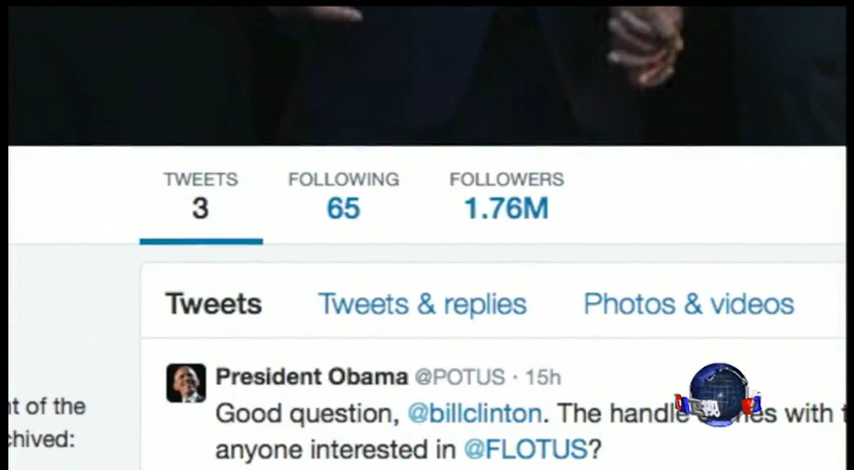 TWEETS FOLLOWING FOLLOWERS
3 65 1.76M
Tweets Tweets & replies Photos & videos
President Obama @POTUS · 15h
nt of the
Good question, @billclinton. The handle with
chived:
anyone interested in @FLOTUS?